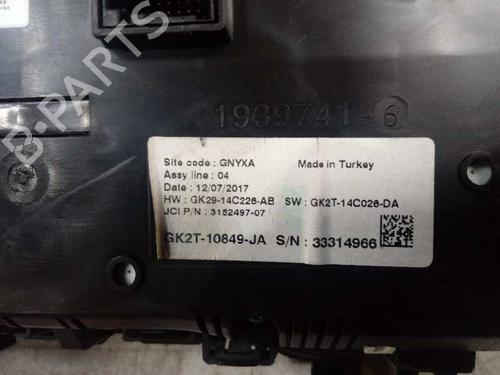 1989741-6
Site code : GNYXA
Made in Turkey
Assy line : 04
Date : 12/07/2017
HW : GK29-14C226-AB SW : GK2T-14C026-DA
JCI P/N : 3152497-07
GK2T-10849-JA S/N : 33314966
B-PARTS